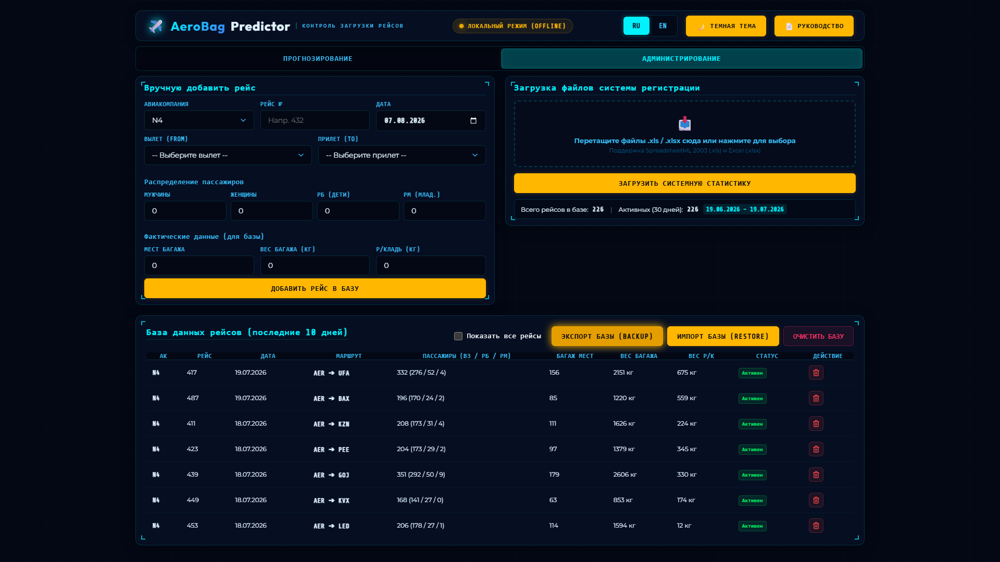 AeroBag Predictor | КОНТРОЛЬ ЗАГРУЗКИ РЕЙСОВ
ЛОКАЛЬНЫЙ РЕЖИМ (OFFLINE)
RU EN
ТЕМНАЯ ТЕМА
РУКОВОДСТВО
ПРОГНОЗИРОВАНИЕ
АДМИНИСТРИРОВАНИЕ
Вручную добавить рейс
АВИАКОМПАНИЯ РЕЙС № ДАТА
N4 Напр. 432 07.08.2026
ВЫЛЕТ (FROM) ПРИЛЕТ (TO)
-- Выберите вылет -- -- Выберите прилет --
Распределение пассажиров
МУЖЧИНЫ ЖЕНЩИНЫ РБ (ДЕТИ) РМ (МЛАД.)
0 0 0 0
Фактические данные (для базы)
МЕСТ БАГАЖА ВЕС БАГАЖА (КГ) Р/КЛАДЬ (КГ)
0 0 0
ДОБАВИТЬ РЕЙС В БАЗУ
Загрузка файлов системы регистрации
Перетащите файлы .xls / .xlsx сюда или нажмите для выбора
Поддержка SpreadsheetML 2003 (.xls) и Excel (.xlsx)
ЗАГРУЗИТЬ СИСТЕМНУЮ СТАТИСТИКУ
Всего рейсов в базе: 226 | Активных (30 дней): 226 19.06.2026 – 19.07.2026
База данных рейсов (последние 10 дней)
Показать все рейсы
ЭКСПОРТ БАЗЫ (BACKUP)
ИМПОРТ БАЗЫ (RESTORE)
ОЧИСТИТЬ БАЗУ
АК РЕЙС ДАТА МАРШРУТ ПАССАЖИРЫ (ВЗ / РБ / РМ) БАГАЖ МЕСТ ВЕС БАГАЖА ВЕС Р/К СТАТУС ДЕЙСТВИЕ
N4 417 19.07.2026 AER ➔ UFA 332 (276 / 52 / 4) 156 2151 кг 675 кг Активен
N4 487 19.07.2026 AER ➔ BAX 196 (170 / 24 / 2) 85 1220 кг 559 кг Активен
N4 411 18.07.2026 AER ➔ KZN 208 (173 / 31 / 4) 111 1626 кг 224 кг Активен
N4 423 18.07.2026 AER ➔ PEE 204 (173 / 29 / 2) 97 1379 кг 345 кг Активен
N4 439 18.07.2026 AER ➔ GOJ 351 (292 / 50 / 9) 179 2606 кг 330 кг Активен
N4 449 18.07.2026 AER ➔ KVX 168 (141 / 27 / 0) 63 853 кг 174 кг Активен
N4 453 18.07.2026 AER ➔ LED 206 (178 / 27 / 1) 114 1594 кг 12 кг Активен